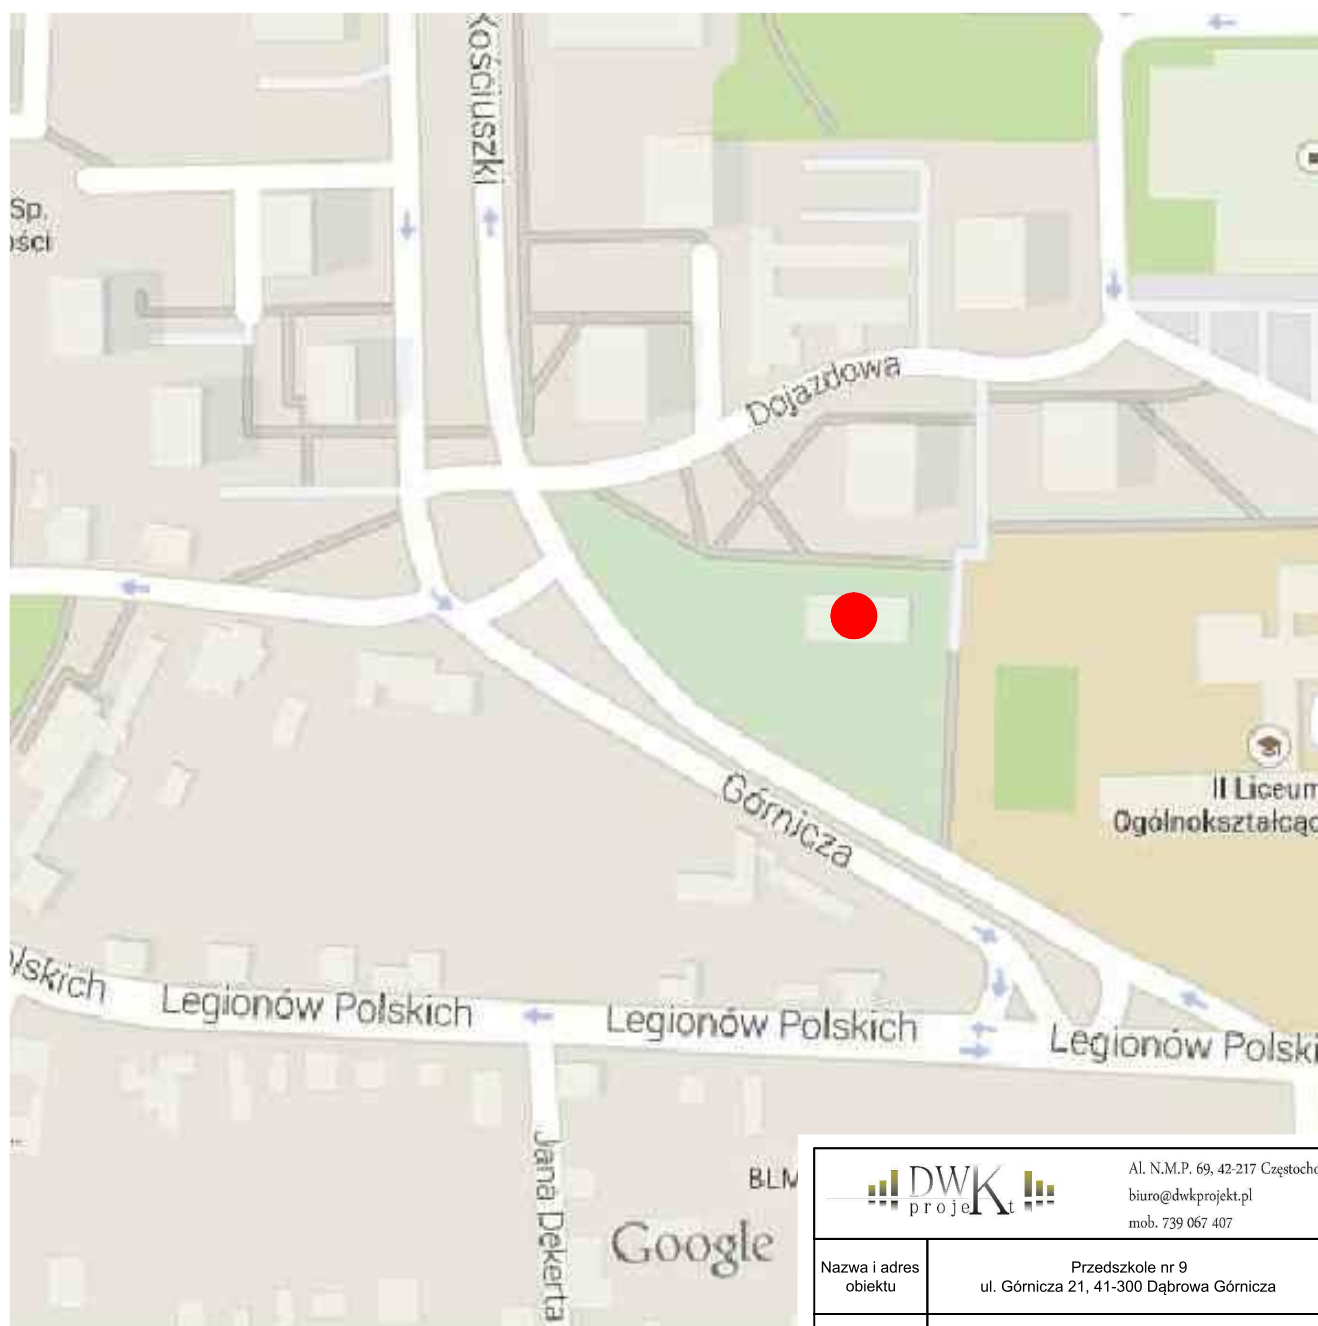 Kościuszki
Sp.
ości
Dojazdowa
Górnicza
II Liceum
Ogólnokształcąc
olskich
Legionów Polskich
Legionów Polskich
Legionów Polski
Jana Dekerta
BLM
Google
DWK
projekt
Al. N.M.P. 69, 42-217 Częstocho
biuro@dwkprojekt.pl
mob. 739 067 407
Nazwa i adres
obiektu
Przedszkole nr 9
ul. Górnicza 21, 41-300 Dąbrowa Górnicza